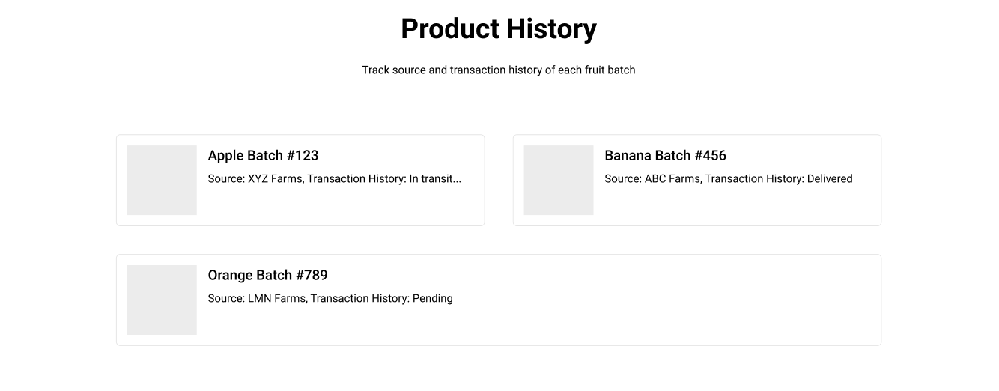 Product History
Track source and transaction history of each fruit batch
Apple Batch #123
Source: XYZ Farms, Transaction History: In transit...
Banana Batch #456
Source: ABC Farms, Transaction History: Delivered
Orange Batch #789
Source: LMN Farms, Transaction History: Pending